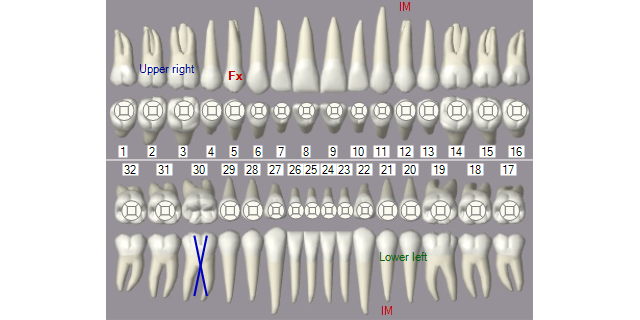 IM
Upper right
Fx
1 2 3 4 5 6 7 8 9 10 11 12 13 14 15 16
32 31 30 29 28 27 26 25 24 23 22 21 20 19 18 17
Lower left
IM